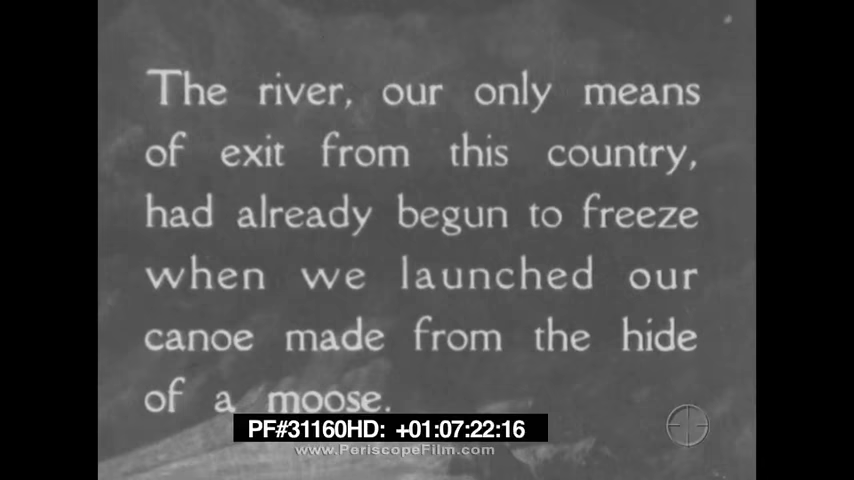 The river, our only means
of exit from this country,
had already begun to freeze
when we launched our
canoe made from the hide
of a moose.
PF#31160HD: +01:07:22:16
www.PeriscopeFilm.com